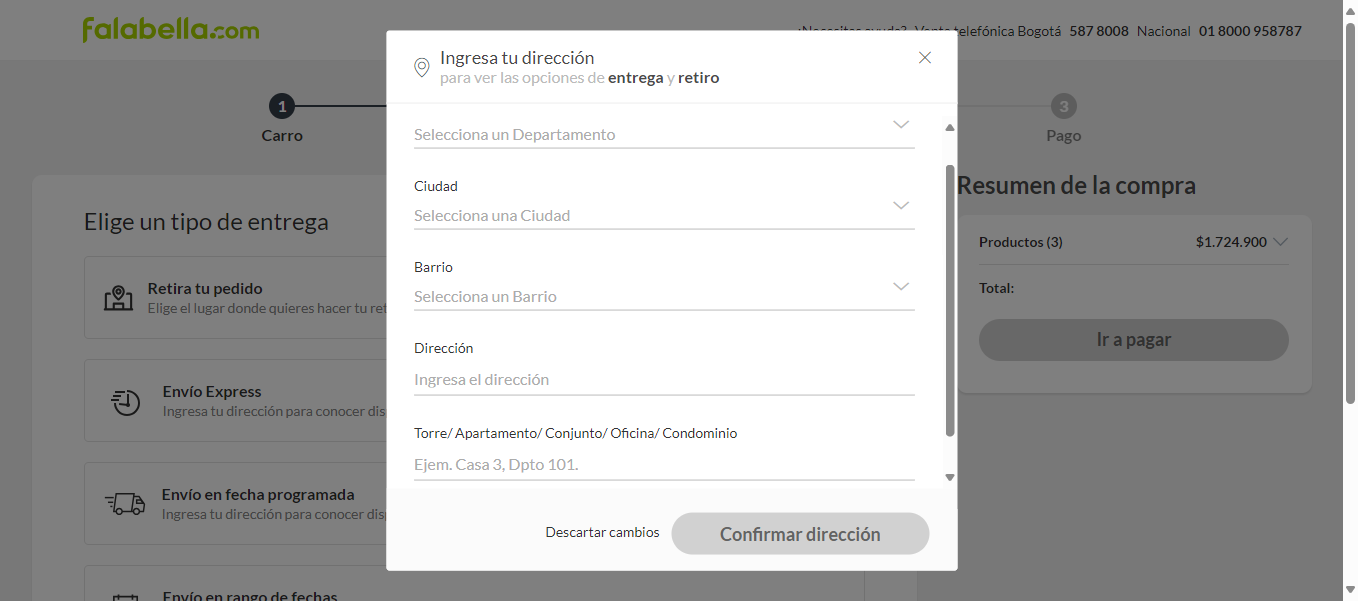 falabella.com
¿Necesitas ayuda? Venta telefónica Bogotá 587 8008 Nacional 01 8000 958787
1
Carro
3
Pago
Elige un tipo de entrega
Retira tu pedido
Elige el lugar donde quieres hacer tu ret
Envío Express
Ingresa tu dirección para conocer dis
Envío en fecha programada
Ingresa tu dirección para conocer dis
Envío en rango de fechas
Ingresa tu dirección
para ver las opciones de entrega y retiro
Selecciona un Departamento
Ciudad
Selecciona una Ciudad
Barrio
Selecciona un Barrio
Dirección
Ingresa el dirección
Torre/ Apartamento/ Conjunto/ Oficina/ Condominio
Ejem. Casa 3, Dpto 101.
Descartar cambios
Confirmar dirección
Resumen de la compra
Productos (3) $1.724.900
Total:
Ir a pagar